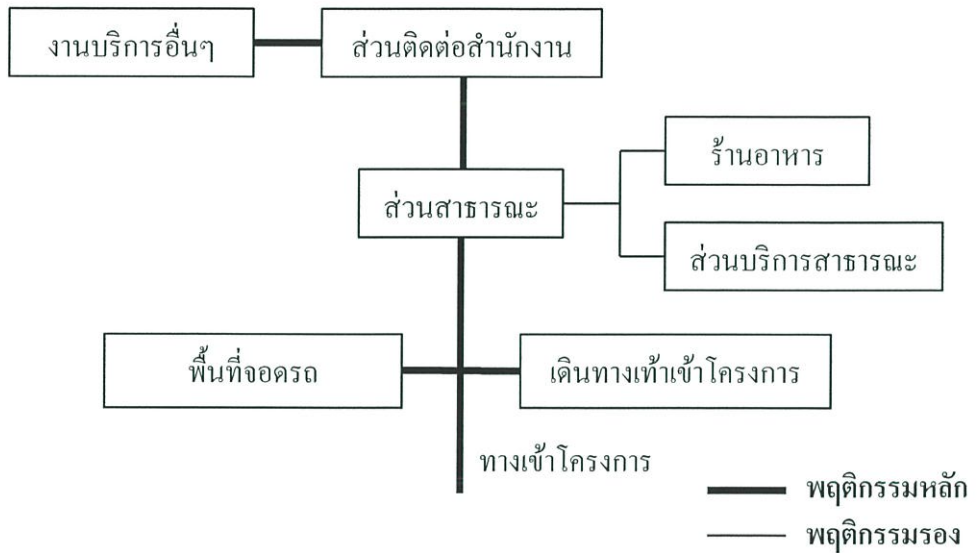 งานบริการอื่นๆ
ส่วนติดต่อสำนักงาน
ร้านอาหาร
ส่วนสาธารณะ
ส่วนบริการสาธารณะ
พื้นที่จอดรถ
เดินทางเท้าเข้าโครงการ
ทางเข้าโครงการ
พฤติกรรมหลัก
พฤติกรรมรอง